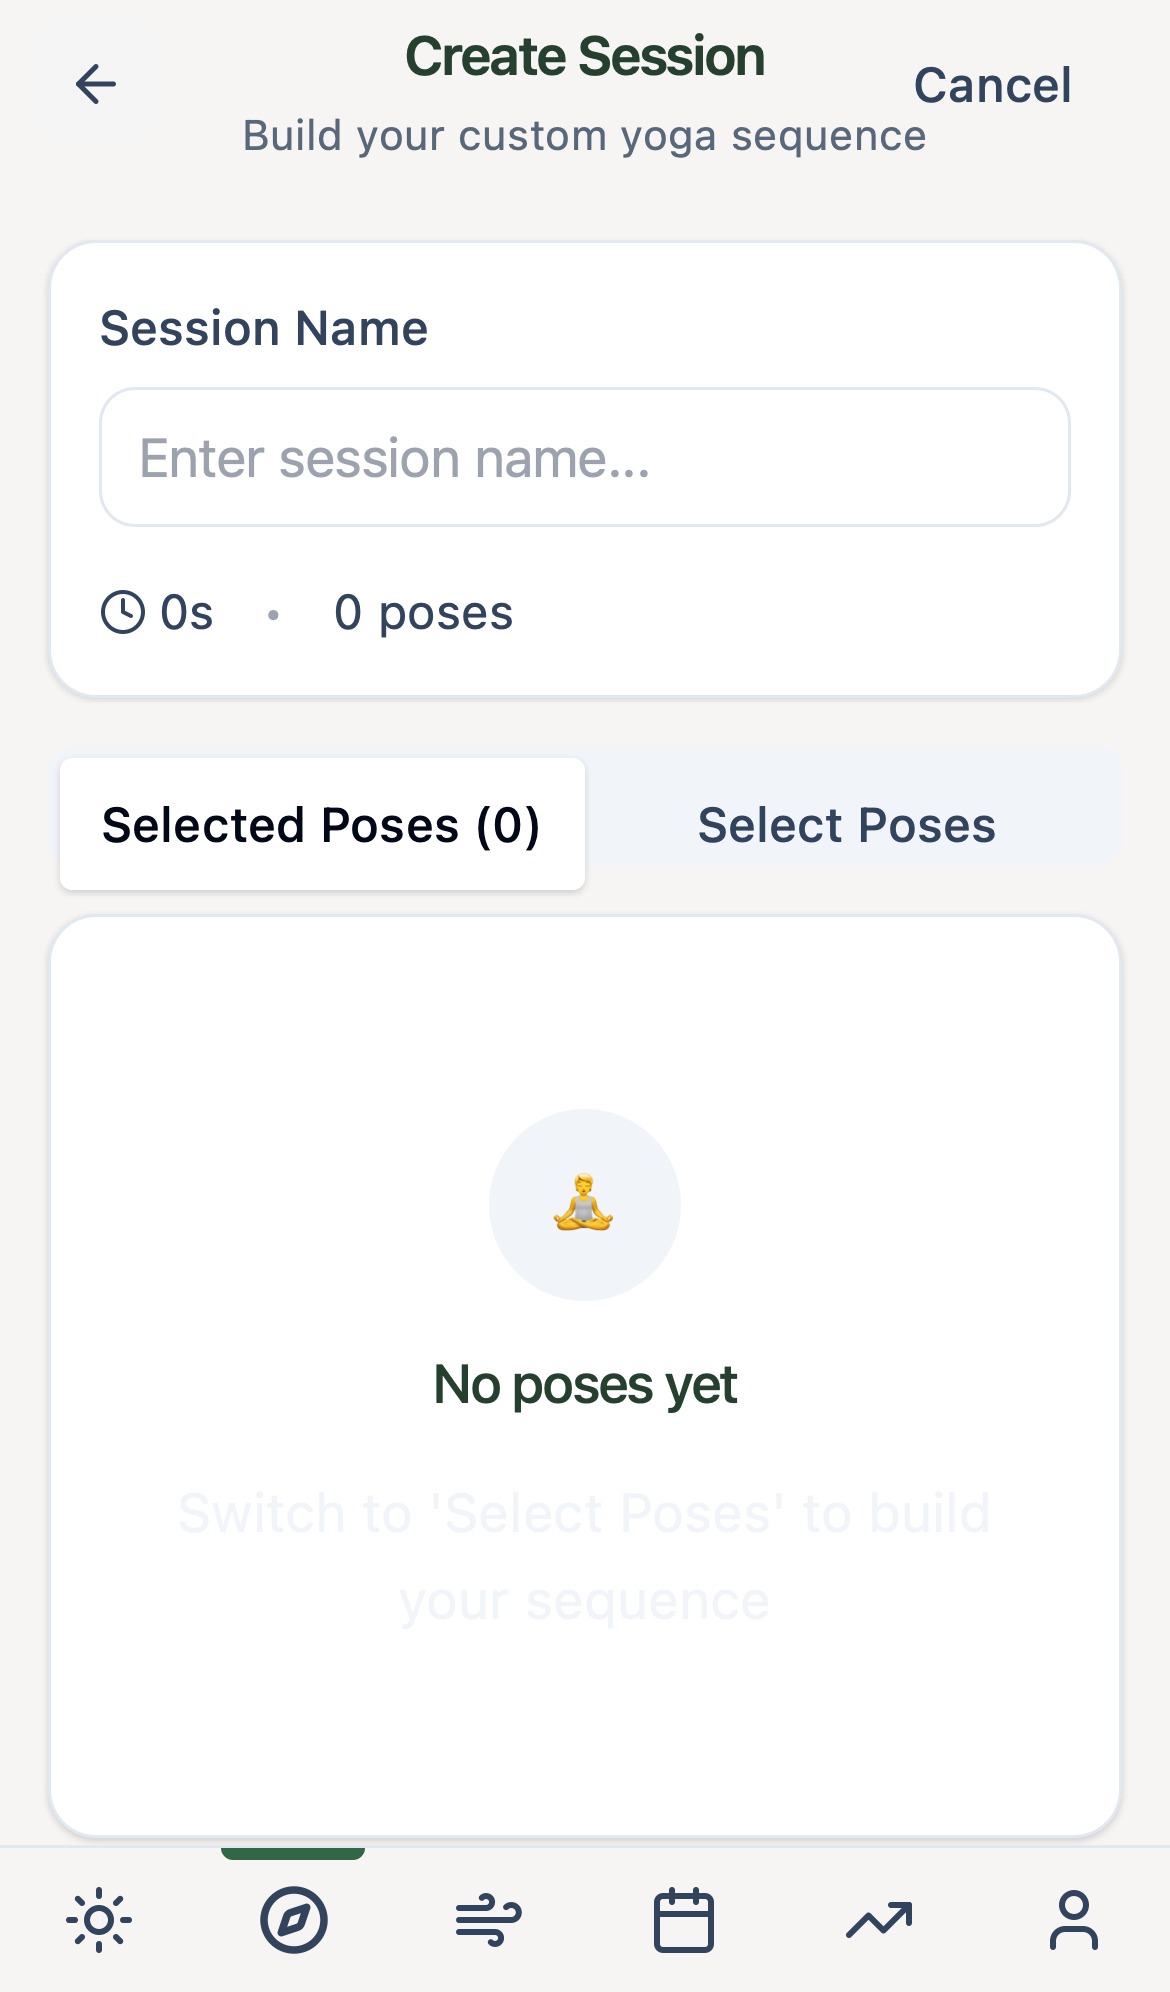 Create Session
Cancel
Build your custom yoga sequence
Session Name
Enter session name...
0s • 0 poses
Selected Poses (0)
Select Poses
No poses yet
Switch to 'Select Poses' to build
your sequence